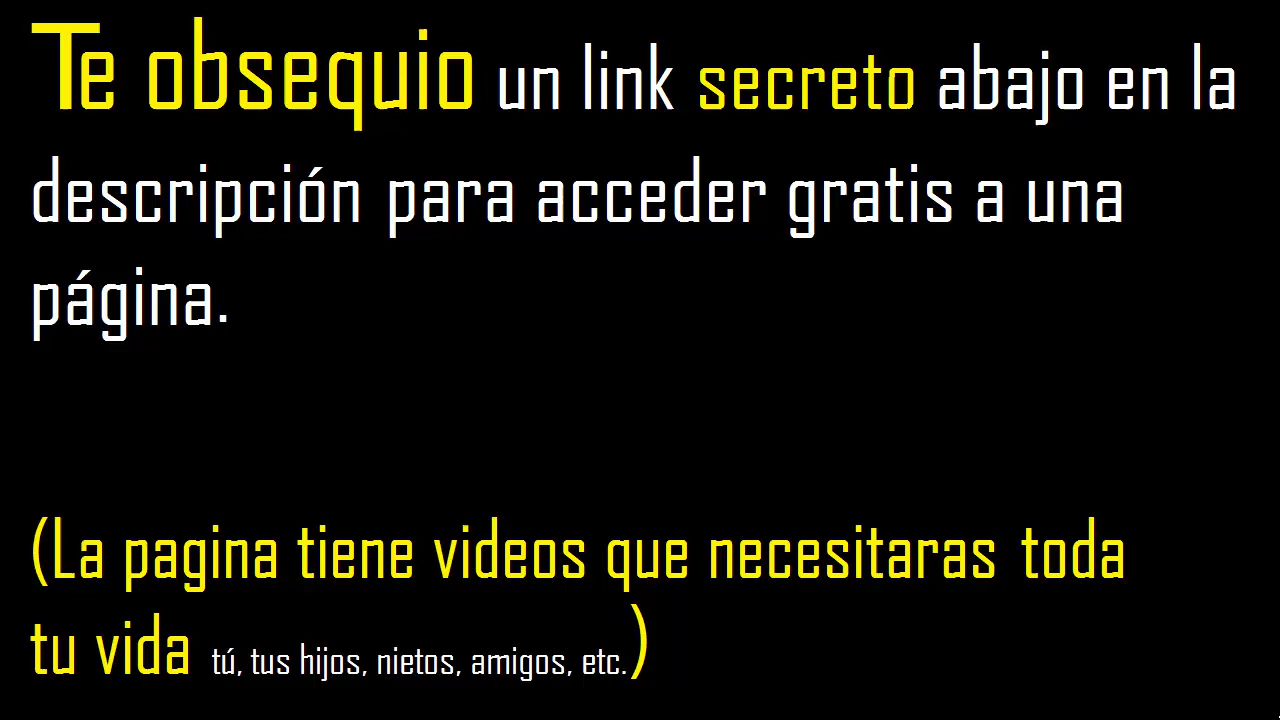 Te obsequio un link secreto abajo en la
descripción para acceder gratis a una
página.
(La pagina tiene videos que necesitaras toda
tu vida tú, tus hijos, nietos, amigos, etc.)